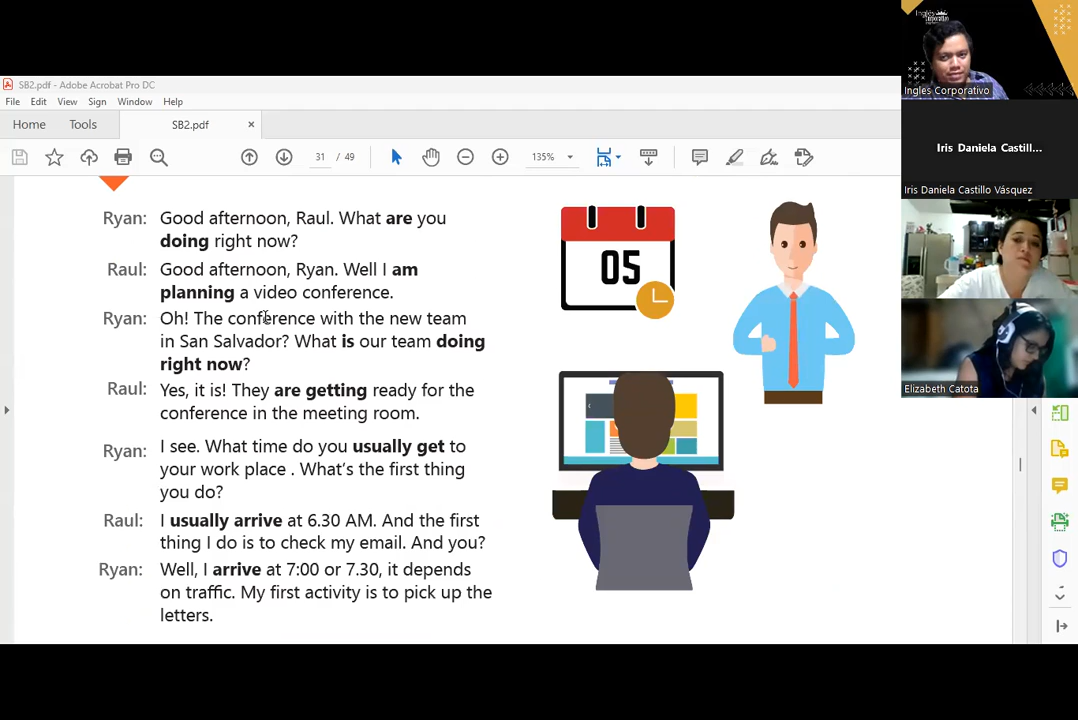 Inglés
Corporativo
SB2.pdf - Adobe Acrobat Pro DC
File Edit View Sign Window Help
Ingles Corporativo
Home Tools SB2.pdf ×
Iris Daniela Castill...
31 / 49 135%
Iris Daniela Castillo Vásquez
Ryan: Good afternoon, Raul. What are you
doing right now?
Raul: Good afternoon, Ryan. Well I am
planning a video conference.
Ryan: Oh! The conference with the new team
in San Salvador? What is our team doing
right now?
Raul: Yes, it is! They are getting ready for the
conference in the meeting room.
Ryan: I see. What time do you usually get to
your work place . What's the first thing
you do?
Raul: I usually arrive at 6.30 AM. And the first
thing I do is to check my email. And you?
Ryan: Well, I arrive at 7:00 or 7.30, it depends
on traffic. My first activity is to pick up the
letters.
05
Elizabeth Catota